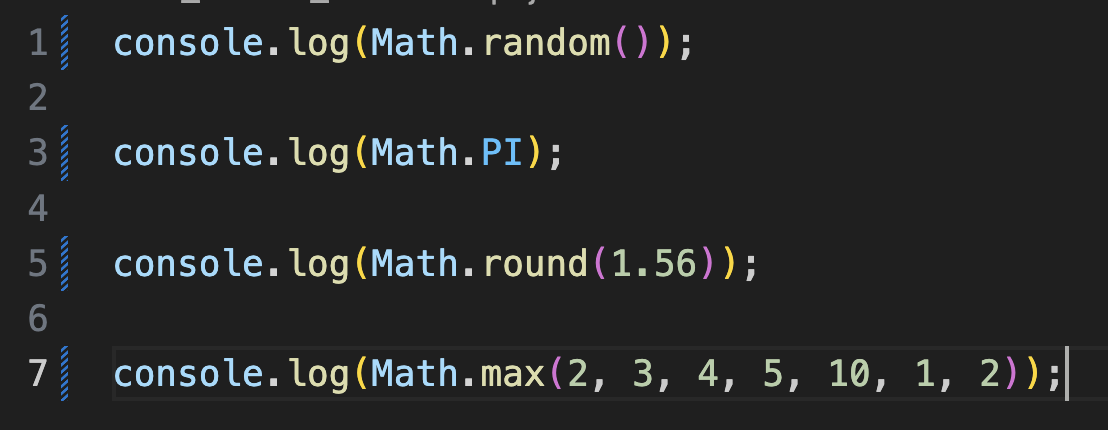 1 console.log(Math.random());
2
3 console.log(Math.PI);
4
5 console.log(Math.round(1.56));
6
7 console.log(Math.max(2, 3, 4, 5, 10, 1, 2));